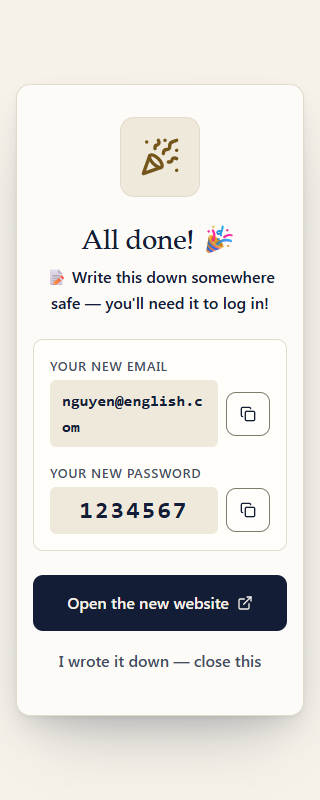 All done! 🎉
📝 Write this down somewhere
safe — you'll need it to log in!
YOUR NEW EMAIL
nguyen@english.c
om
YOUR NEW PASSWORD
1234567
Open the new website
I wrote it down — close this